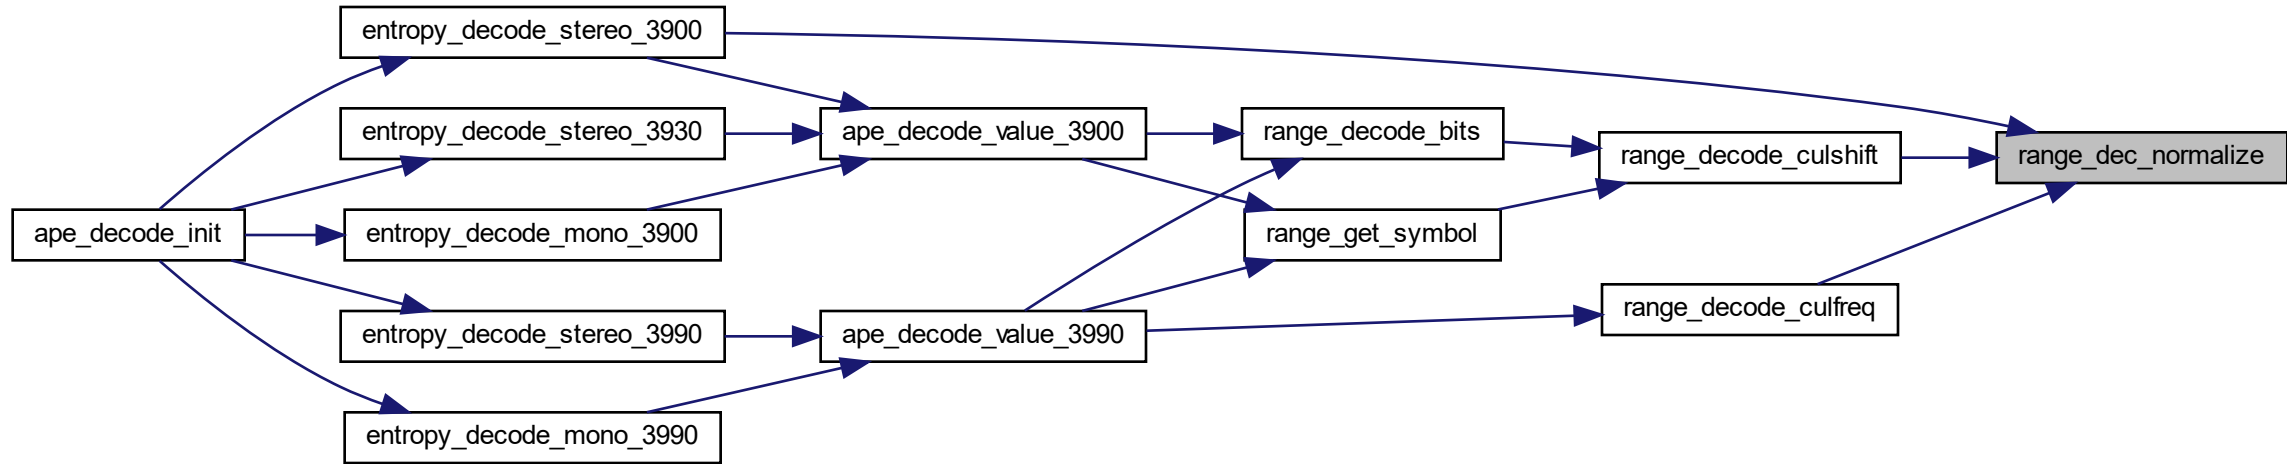 entropy_decode_stereo_3900
entropy_decode_stereo_3930
ape_decode_value_3900
range_decode_bits
range_decode_culshift
range_dec_normalize
ape_decode_init
entropy_decode_mono_3900
range_get_symbol
entropy_decode_stereo_3990
ape_decode_value_3990
range_decode_culfreq
entropy_decode_mono_3990